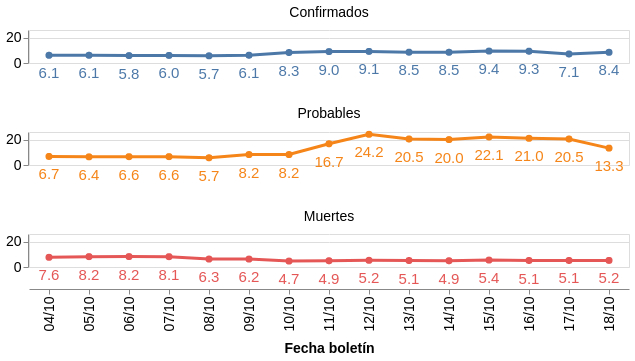 Confirmados
20
0
6.1 6.1 5.8 6.0 5.7 6.1 8.3 9.0 9.1 8.5 8.5 9.4 9.3 7.1 8.4
Probables
20
0
6.7 6.4 6.6 6.6 5.7 8.2 8.2 16.7 24.2 20.5 20.0 22.1 21.0 20.5 13.3
Muertes
20
0
7.6 8.2 8.2 8.1 6.3 6.2 4.7 4.9 5.2 5.1 4.9 5.4 5.1 5.1 5.2
04/10 05/10 06/10 07/10 08/10 09/10 10/10 11/10 12/10 13/10 14/10 15/10 16/10 17/10 18/10
Fecha boletín